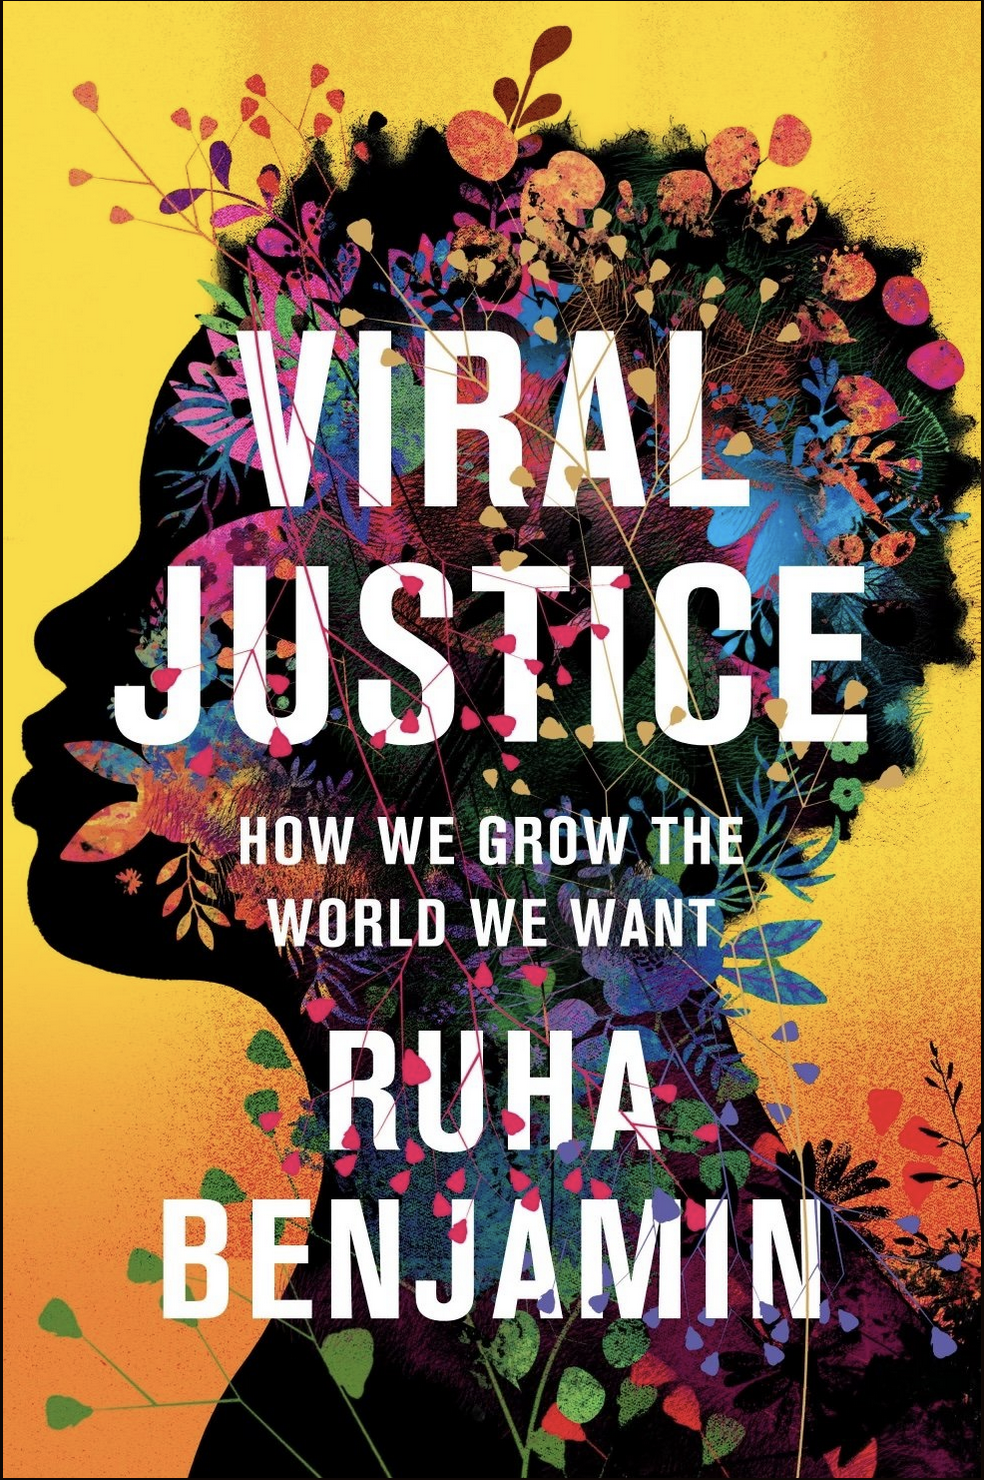 VIRAL
JUSTICE
HOW WE GROW THE
WORLD WE WANT
RUHA
BENJAMIN